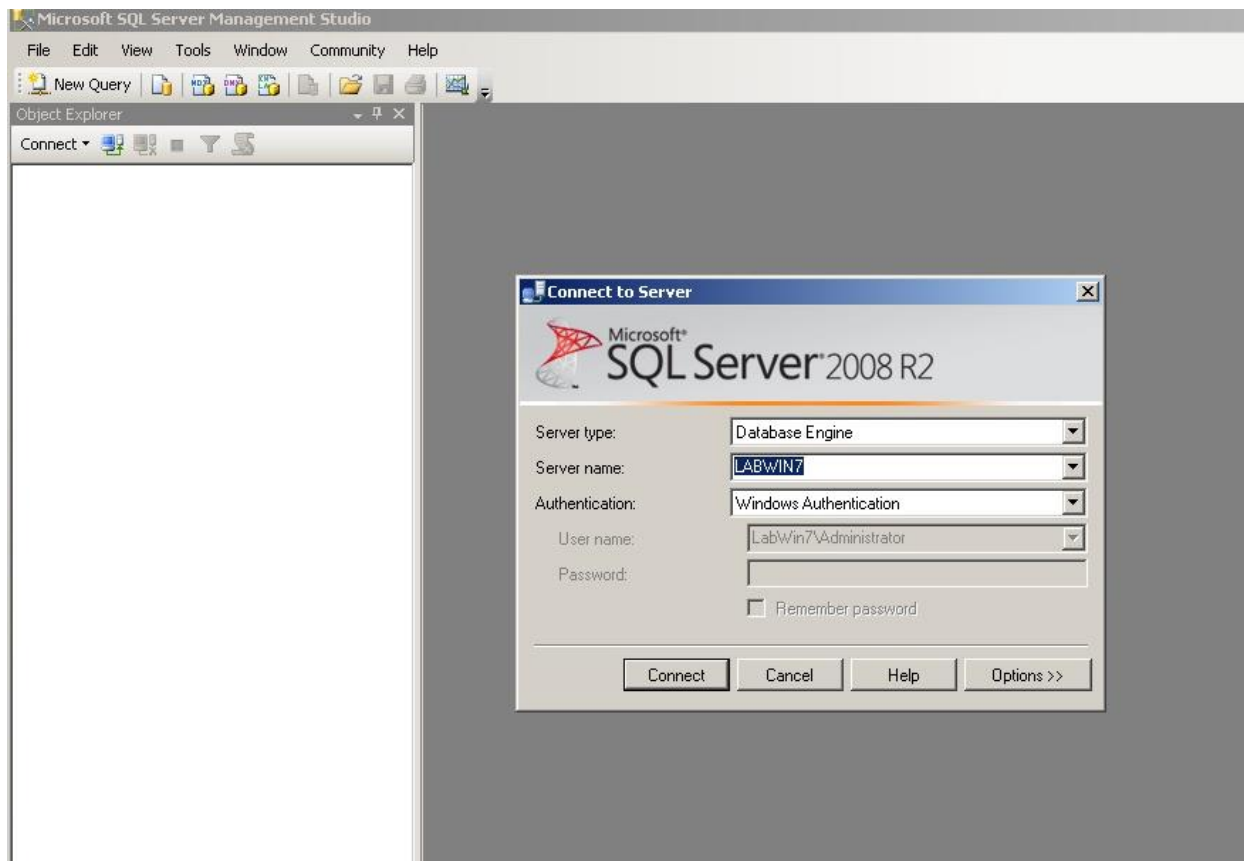 Microsoft SQL Server Management Studio
File Edit View Tools Window Community Help
New Query
Object Explorer
Connect
Connect to Server
Microsoft®
SQL Server® 2008 R2
Server type: Database Engine
Server name: LABWIN7
Authentication: Windows Authentication
User name: LabWin7\Administrator
Password:
Remember password
Connect Cancel Help Options >>